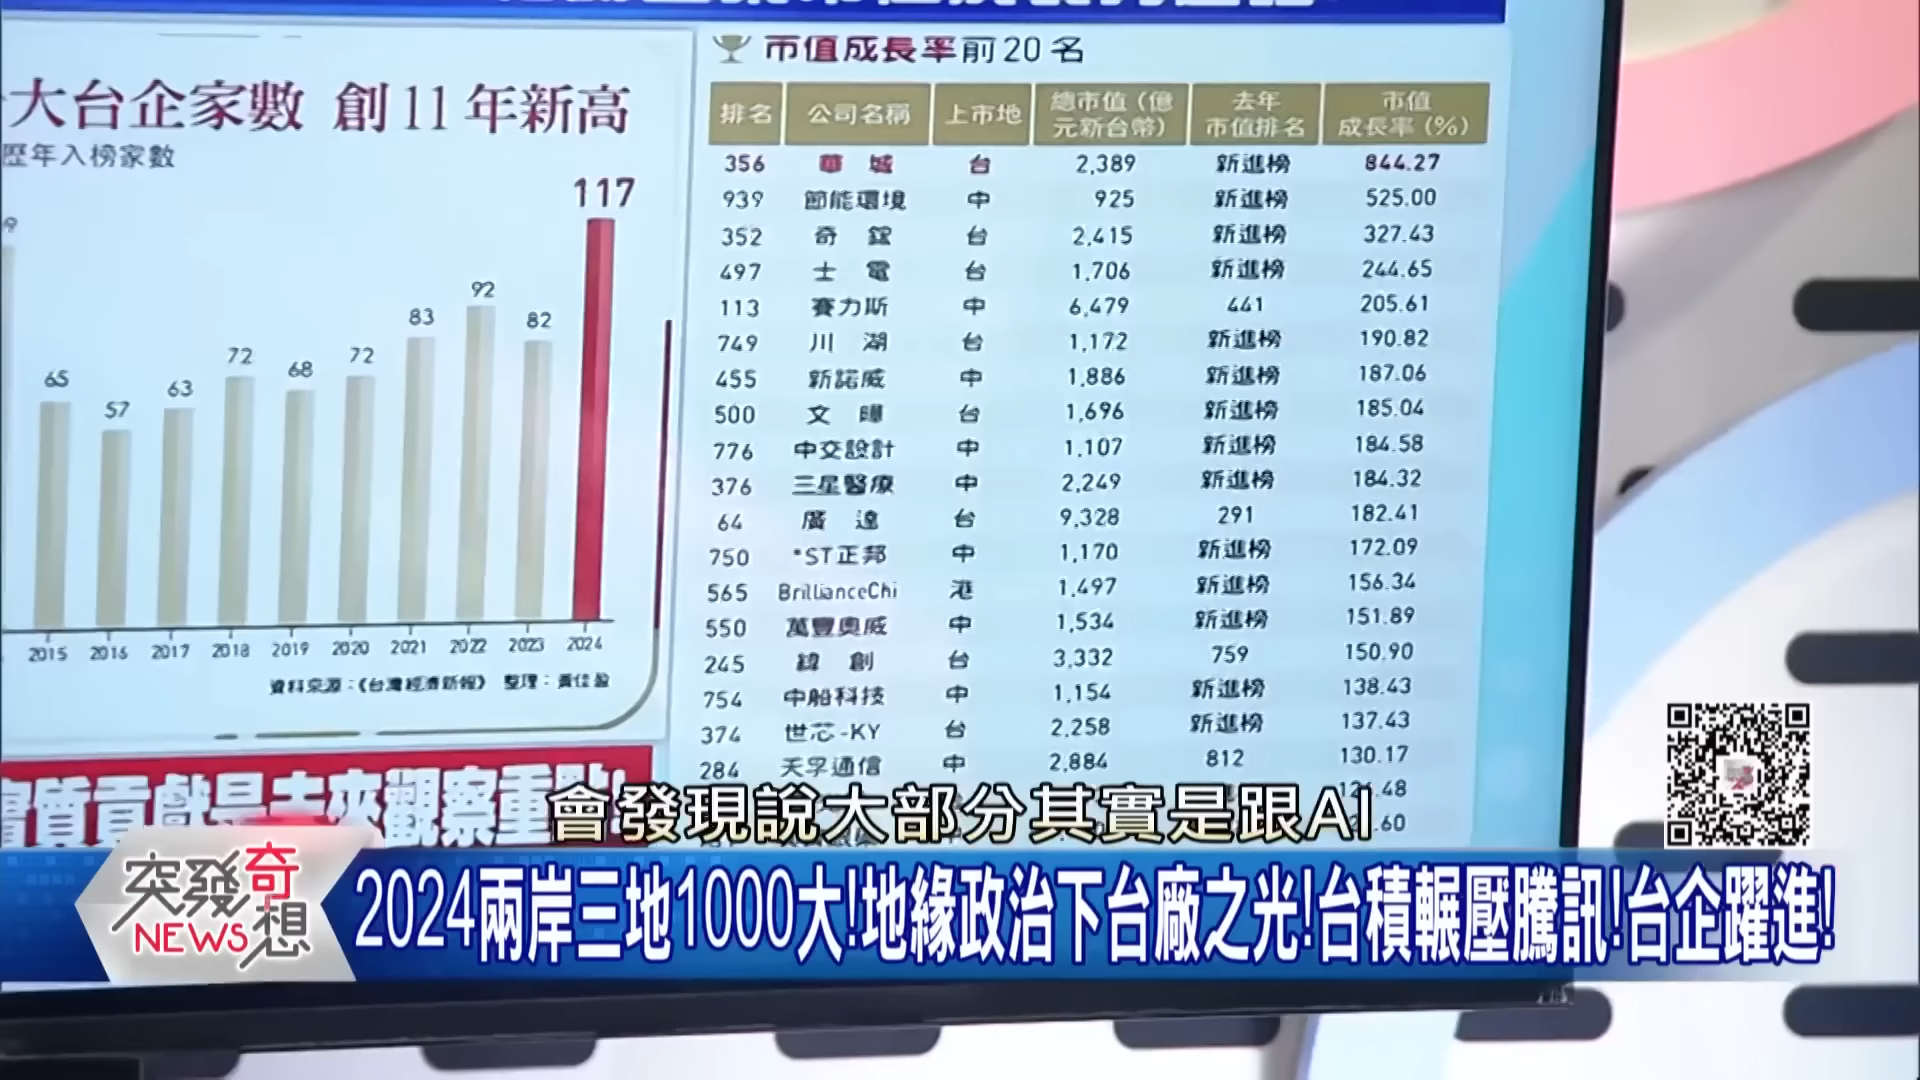 大台企家數 創11年新高
歷年入榜家數
117
65
57
63
72
68
72
83
92
82
2015 2016 2017 2018 2019 2020 2021 2022 2023 2024
資料來源：《台灣經濟新報》 整理：黃佳盈
市值成長率前20名
排名 公司名稱 上市地 總市值(億元新台幣) 去年市值排名 市值成長率(%)
356 華 城 台 2,389 新進榜 844.27
939 節能環境 中 925 新進榜 525.00
352 奇 鋐 台 2,415 新進榜 327.43
497 士 電 台 1,706 新進榜 244.65
113 賽力斯 中 6,479 441 205.61
749 川 湖 台 1,172 新進榜 190.82
455 新諾威 中 1,886 新進榜 187.06
500 文 曄 台 1,696 新進榜 185.04
776 中交設計 中 1,107 新進榜 184.58
376 三星醫療 中 2,249 新進榜 184.32
64 廣 達 台 9,328 291 182.41
750 *ST正邦 中 1,170 新進榜 172.09
565 BrillianceChi 港 1,497 新進榜 156.34
550 萬豐奧威 中 1,534 新進榜 151.89
245 緯 創 台 3,332 759 150.90
754 中船科技 中 1,154 新進榜 138.43
374 世芯-KY 台 2,258 新進榜 137.43
284 天孚通信 中 2,884 812 130.17
實質貢獻是未來觀察重點!
會發現說大部分其實是跟AI
突發奇想
NEWS
2024兩岸三地1000大!地緣政治下台廠之光!台積輾壓騰訊!台企躍進!